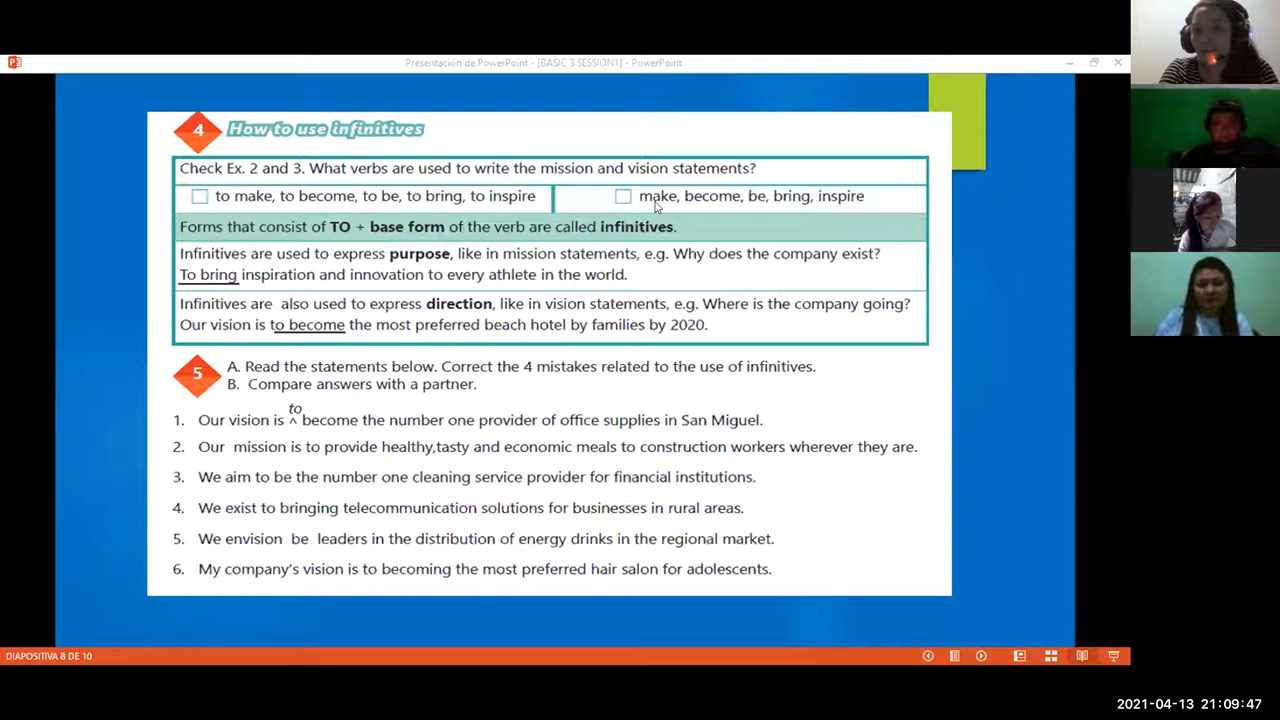 Presentación de PowerPoint - [BASIC 3 SESSION1] - PowerPoint
4 How to use infinitives
Check Ex. 2 and 3. What verbs are used to write the mission and vision statements?
to make, to become, to be, to bring, to inspire
make, become, be, bring, inspire
Forms that consist of TO + base form of the verb are called infinitives.
Infinitives are used to express purpose, like in mission statements, e.g. Why does the company exist?
To bring inspiration and innovation to every athlete in the world.
Infinitives are also used to express direction, like in vision statements, e.g. Where is the company going?
Our vision is to become the most preferred beach hotel by families by 2020.
5 A. Read the statements below. Correct the 4 mistakes related to the use of infinitives.
B. Compare answers with a partner.
to
1. Our vision is ^ become the number one provider of office supplies in San Miguel.
2. Our mission is to provide healthy,tasty and economic meals to construction workers wherever they are.
3. We aim to be the number one cleaning service provider for financial institutions.
4. We exist to bringing telecommunication solutions for businesses in rural areas.
5. We envision be leaders in the distribution of energy drinks in the regional market.
6. My company's vision is to becoming the most preferred hair salon for adolescents.
DIAPOSITIVA 8 DE 10
2021-04-13 21:09:47